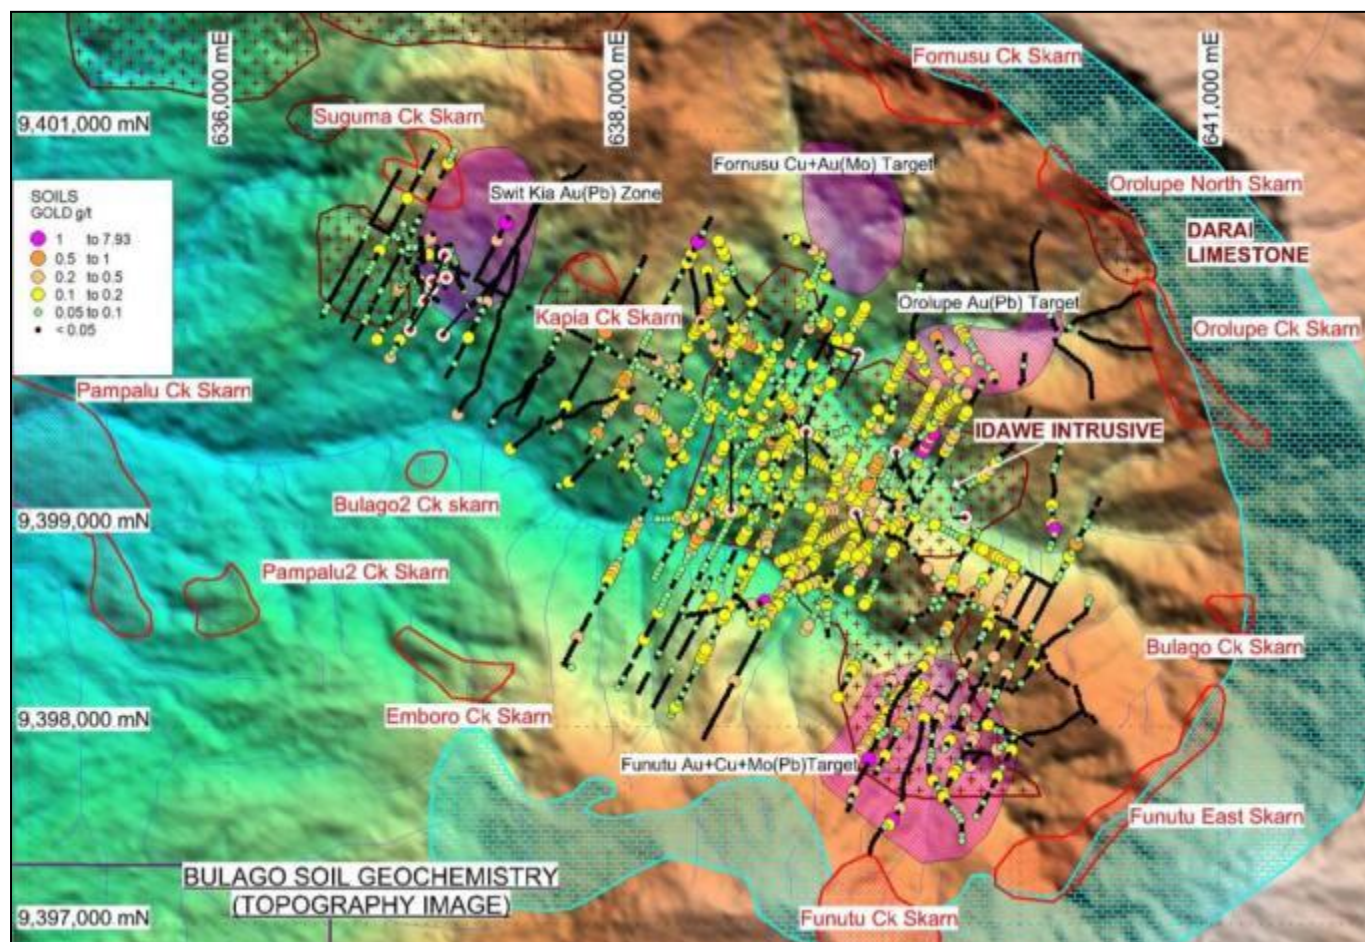 636,000 mE
638,000 mE
641,000 mE
Fornusu Ck Skarn
9,401,000 mN
Suguma Ck Skarn
Fornusu Cu+Au(Mo) Target
Swit Kia Au(Pb) Zone
Orolupe North Skarn
SOILS
GOLD g/t
1 to 7.93
0.5 to 1
0.2 to 0.5
0.1 to 0.2
0.05 to 0.1
< 0.05
DARAI
LIMESTONE
Orolupe Au(Pb) Target
Kapia Ck Skarn
Orolupe Ck Skarn
Pampalu Ck Skarn
IDAWE INTRUSIVE
Bulago2 Ck skarn
9,399,000 mN
Pampalu2 Ck Skarn
Bulago Ck Skarn
Emboro Ck Skarn
9,398,000 mN
Funutu Au+Cu+Mo(Pb)Target
Funutu East Skarn
BULAGO SOIL GEOCHEMISTRY
(TOPOGRAPHY IMAGE)
9,397,000 mN
Funutu Ck Skarn